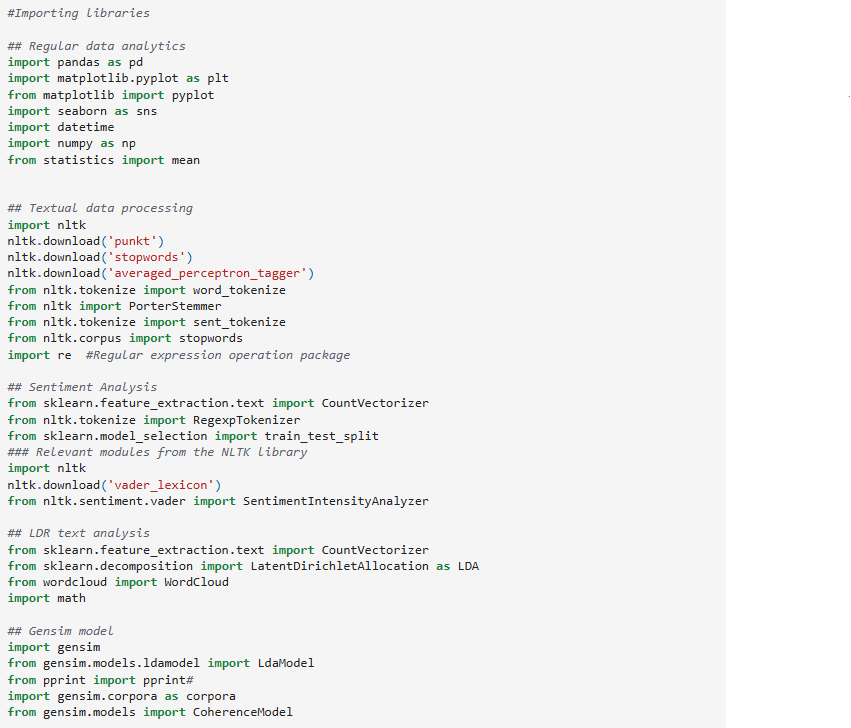 #Importing libraries
## Regular data analytics
import pandas as pd
import matplotlib.pyplot as plt
from matplotlib import pyplot
import seaborn as sns
import datetime
import numpy as np
from statistics import mean
## Textual data processing
import nltk
nltk.download('punkt')
nltk.download('stopwords')
nltk.download('averaged_perceptron_tagger')
from nltk.tokenize import word_tokenize
from nltk import PorterStemmer
from nltk.tokenize import sent_tokenize
from nltk.corpus import stopwords
import re  #Regular expression operation package
## Sentiment Analysis
from sklearn.feature_extraction.text import CountVectorizer
from nltk.tokenize import RegexpTokenizer
from sklearn.model_selection import train_test_split
### Relevant modules from the NLTK library
import nltk
nltk.download('vader_lexicon')
from nltk.sentiment.vader import SentimentIntensityAnalyzer
## LDR text analysis
from sklearn.feature_extraction.text import CountVectorizer
from sklearn.decomposition import LatentDirichletAllocation as LDA
from wordcloud import WordCloud
import math
## Gensim model
import gensim
from gensim.models.ldamodel import LdaModel
from pprint import pprint#
import gensim.corpora as corpora
from gensim.models import CoherenceModel